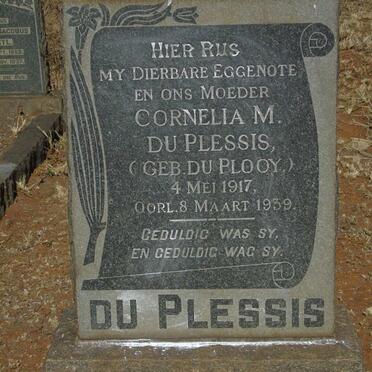 HIER RUS
MY DIERBARE EGGENOTE
EN ONS MOEDER
CORNELIA M.
DU PLESSIS,
(GEB. DU PLOOY.)
4 MEI 1917,
OORL. 8 MAART 1939.
GEDULDIG WAS SY,
EN GEDULDIG WAG SY.
DU PLESSIS